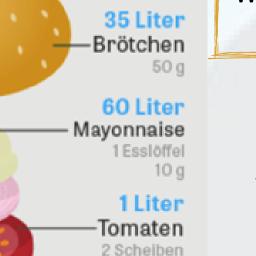 35 Liter
Brötchen
50 g
60 Liter
Mayonnaise
1 Esslöffel
10 g
1 Liter
Tomaten
2 Scheiben